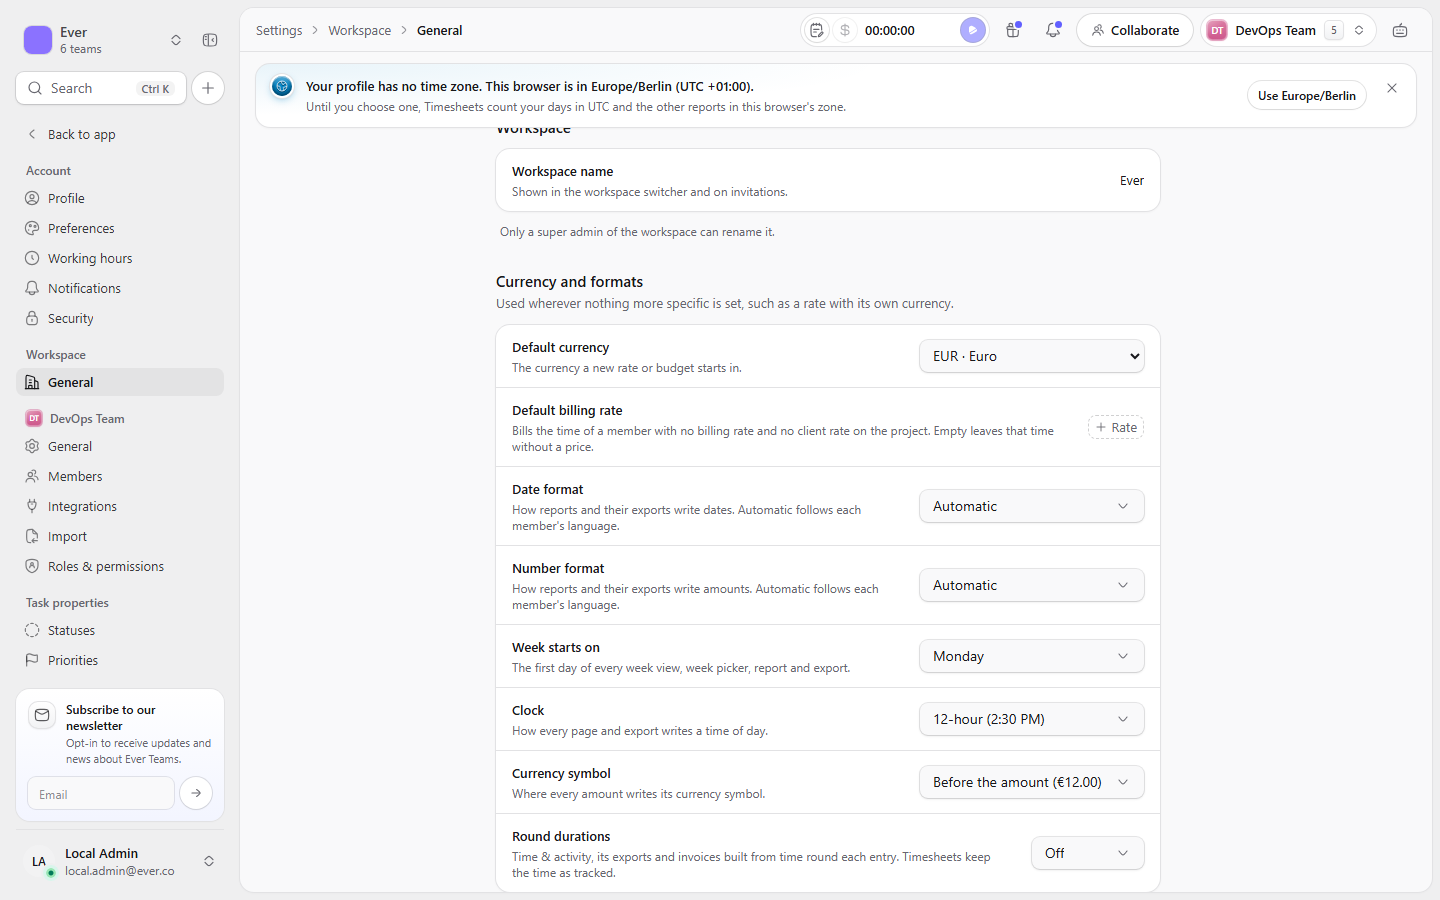 Ever
6 teams
Search
Ctrl K
Back to app
Account
Profile
Preferences
Working hours
Notifications
Security
Workspace
General
DT
DevOps Team
General
Members
Integrations
Import
Roles & permissions
Task properties
Statuses
Priorities
Subscribe to our
newsletter
Opt-in to receive updates and
news about Ever Teams.
Email
LA
Local Admin
local.admin@ever.co
Settings
Workspace
General
$
00:00:00
Collaborate
DT
DevOps Team
5
Your profile has no time zone. This browser is in Europe/Berlin (UTC +01:00).
Until you choose one, Timesheets count your days in UTC and the other reports in this browser's zone.
Use Europe/Berlin
Workspace
Workspace name
Shown in the workspace switcher and on invitations.
Ever
Only a super admin of the workspace can rename it.
Currency and formats
Used wherever nothing more specific is set, such as a rate with its own currency.
Default currency
The currency a new rate or budget starts in.
EUR · Euro
Default billing rate
Bills the time of a member with no billing rate and no client rate on the project. Empty leaves that time
without a price.
+ Rate
Date format
How reports and their exports write dates. Automatic follows each
member's language.
Automatic
Number format
How reports and their exports write amounts. Automatic follows each
member's language.
Automatic
Week starts on
The first day of every week view, week picker, report and export.
Monday
Clock
How every page and export writes a time of day.
12-hour (2:30 PM)
Currency symbol
Where every amount writes its currency symbol.
Before the amount (€12.00)
Round durations
Time & activity, its exports and invoices built from time round each entry. Timesheets keep
the time as tracked.
Off